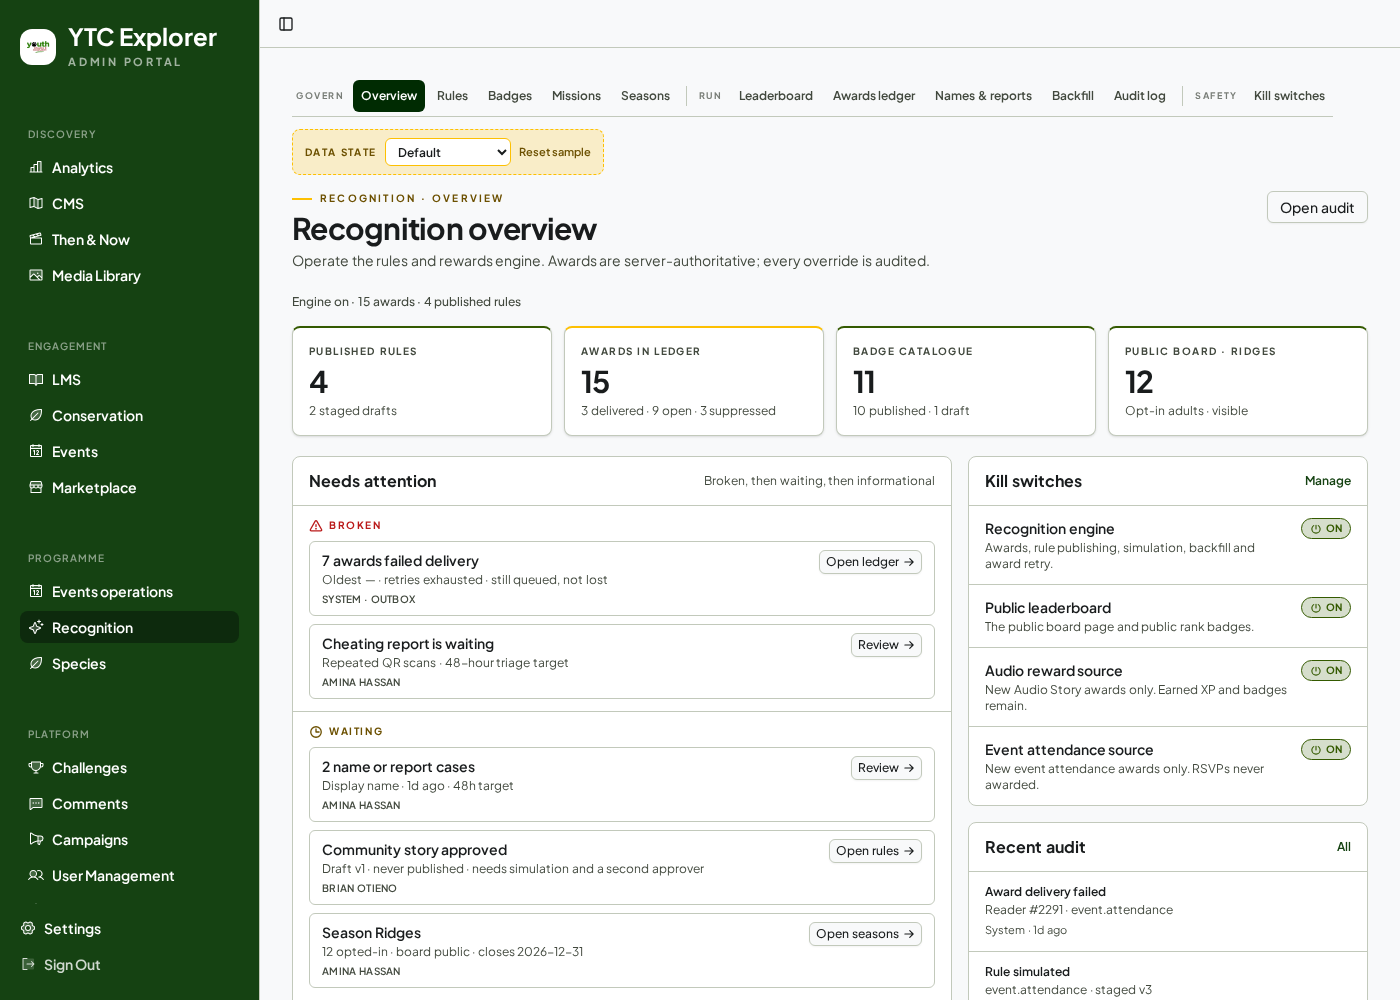 youth
YTC Explorer
ADMIN PORTAL
DISCOVERY
Analytics
CMS
Then & Now
Media Library
ENGAGEMENT
LMS
Conservation
Events
Marketplace
PROGRAMME
Events operations
Recognition
Species
PLATFORM
Challenges
Comments
Campaigns
User Management
Settings
Sign Out
GOVERN Overview Rules Badges Missions Seasons RUN Leaderboard Awards ledger Names & reports Backfill Audit log SAFETY Kill switches
DATA STATE Default Reset sample
RECOGNITION · OVERVIEW
Recognition overview
Open audit
Operate the rules and rewards engine. Awards are server-authoritative; every override is audited.
Engine on · 15 awards · 4 published rules
PUBLISHED RULES
4
2 staged drafts
AWARDS IN LEDGER
15
3 delivered · 9 open · 3 suppressed
BADGE CATALOGUE
11
10 published · 1 draft
PUBLIC BOARD · RIDGES
12
Opt-in adults · visible
Needs attention
Broken, then waiting, then informational
BROKEN
7 awards failed delivery
Open ledger →
Oldest — · retries exhausted · still queued, not lost
SYSTEM · OUTBOX
Cheating report is waiting
Review →
Repeated QR scans · 48-hour triage target
AMINA HASSAN
WAITING
2 name or report cases
Review →
Display name · 1d ago · 48h target
AMINA HASSAN
Community story approved
Open rules →
Draft v1 · never published · needs simulation and a second approver
BRIAN OTIENO
Season Ridges
Open seasons →
12 opted-in · board public · closes 2026-12-31
AMINA HASSAN
Kill switches
Manage
Recognition engine
ON
Awards, rule publishing, simulation, backfill and
award retry.
Public leaderboard
ON
The public board page and public rank badges.
Audio reward source
ON
New Audio Story awards only. Earned XP and badges
remain.
Event attendance source
ON
New event attendance awards only. RSVPs never
awarded.
Recent audit
All
Award delivery failed
Reader #2291 · event.attendance
System · 1d ago
Rule simulated
event.attendance · staged v3